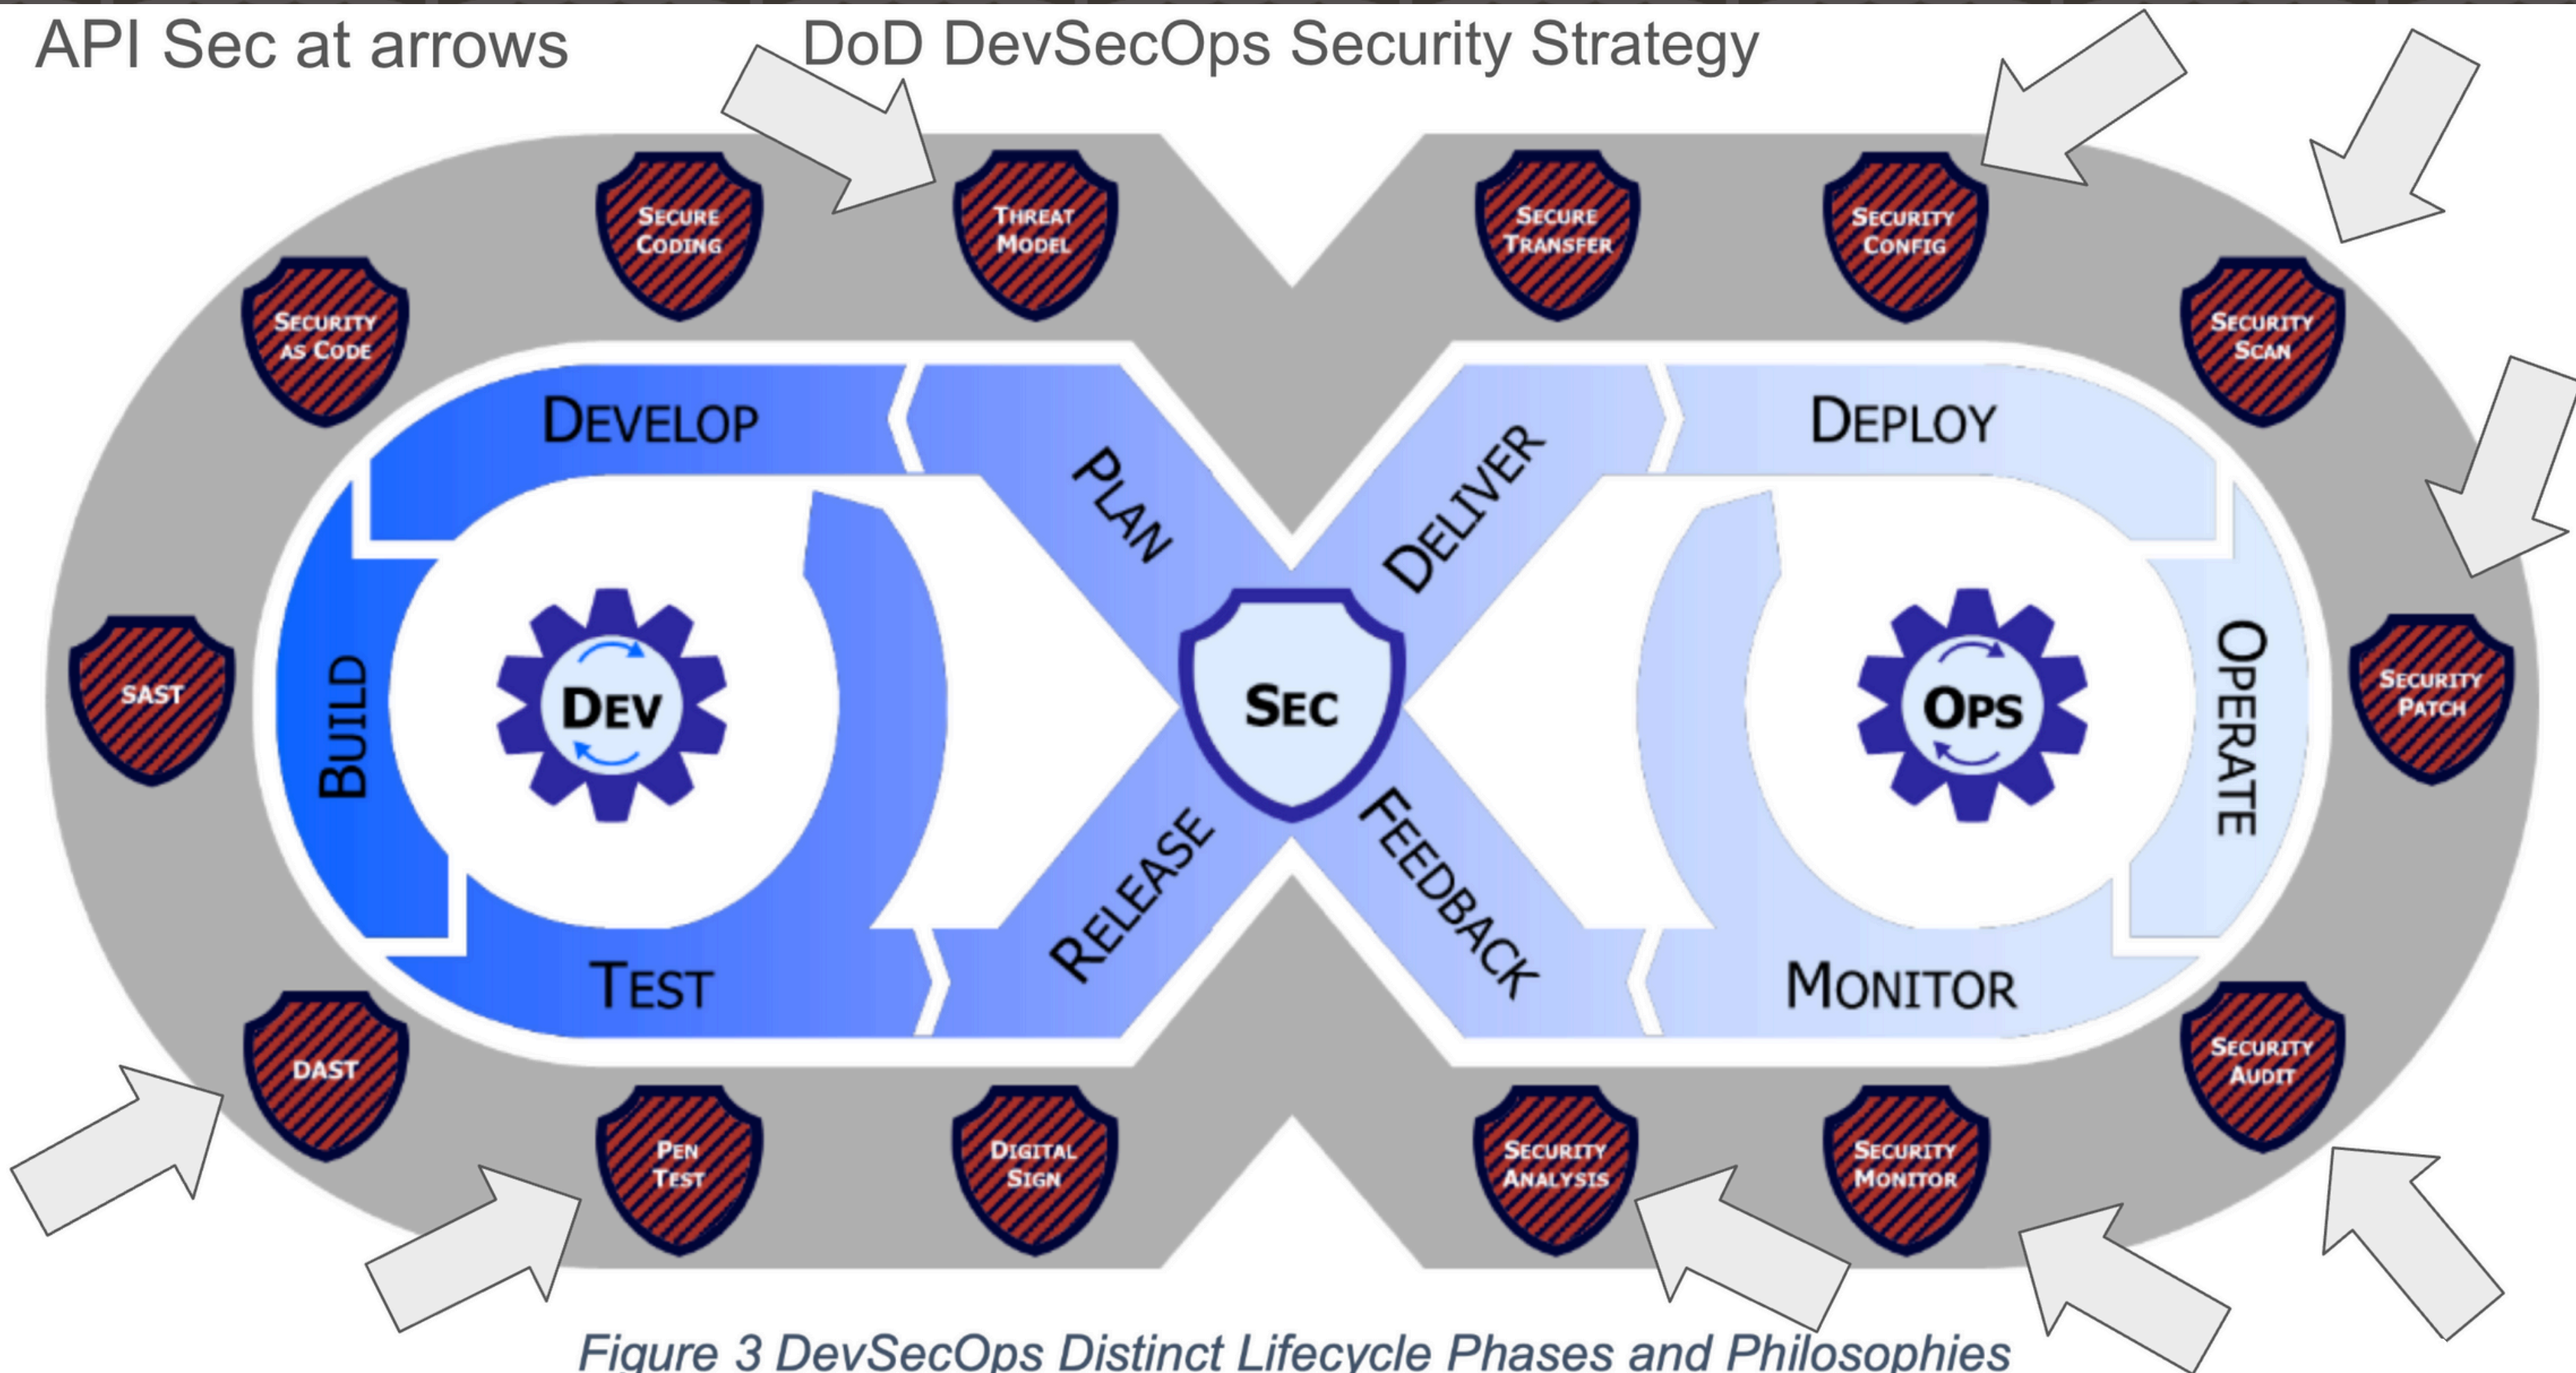 API Sec at arrows
DoD DevSecOps Security Strategy
SECURE
CODING
THREAT
MODEL
SECURE
TRANSFER
SECURITY
CONFIG
SECURITY
AS CODE
SECURITY
SCAN
DEVELOP
PLAN
DELIVER
DEPLOY
SAST
BUILD
DEV
SEC
OPS
OPERATE
SECURITY
PATCH
TEST
RELEASE
FEEDBACK
MONITOR
DAST
SECURITY
AUDIT
PEN
TEST
DIGITAL
SIGN
SECURITY
ANALYSIS
SECURITY
MONITOR
Figure 3 DevSecOps Distinct Lifecycle Phases and Philosophies